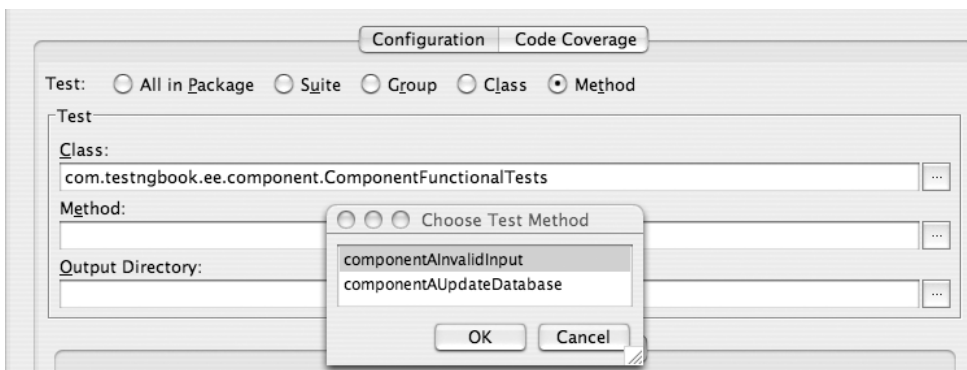 Configuration Code Coverage
Test: All in Package Suite Group Class Method
Test
Class:
com.testngbook.ee.component.ComponentFunctionalTests ...
Method:
...
Choose Test Method
componentAInvalidInput
componentAUpdateDatabase
Output Directory:
...
OK Cancel